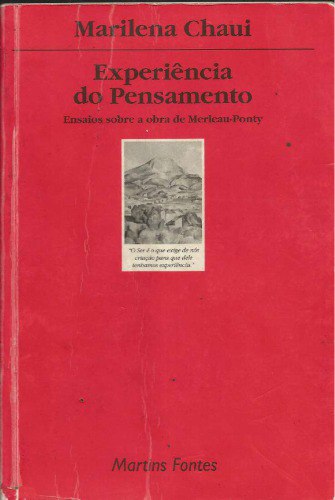 Marilena Chaui
Experiência
do Pensamento
Ensaios sobre a obra de Merleau-Ponty
"O Ser é o que exige de nós
criação para que dele
tenhamos experiência."
Martins Fontes